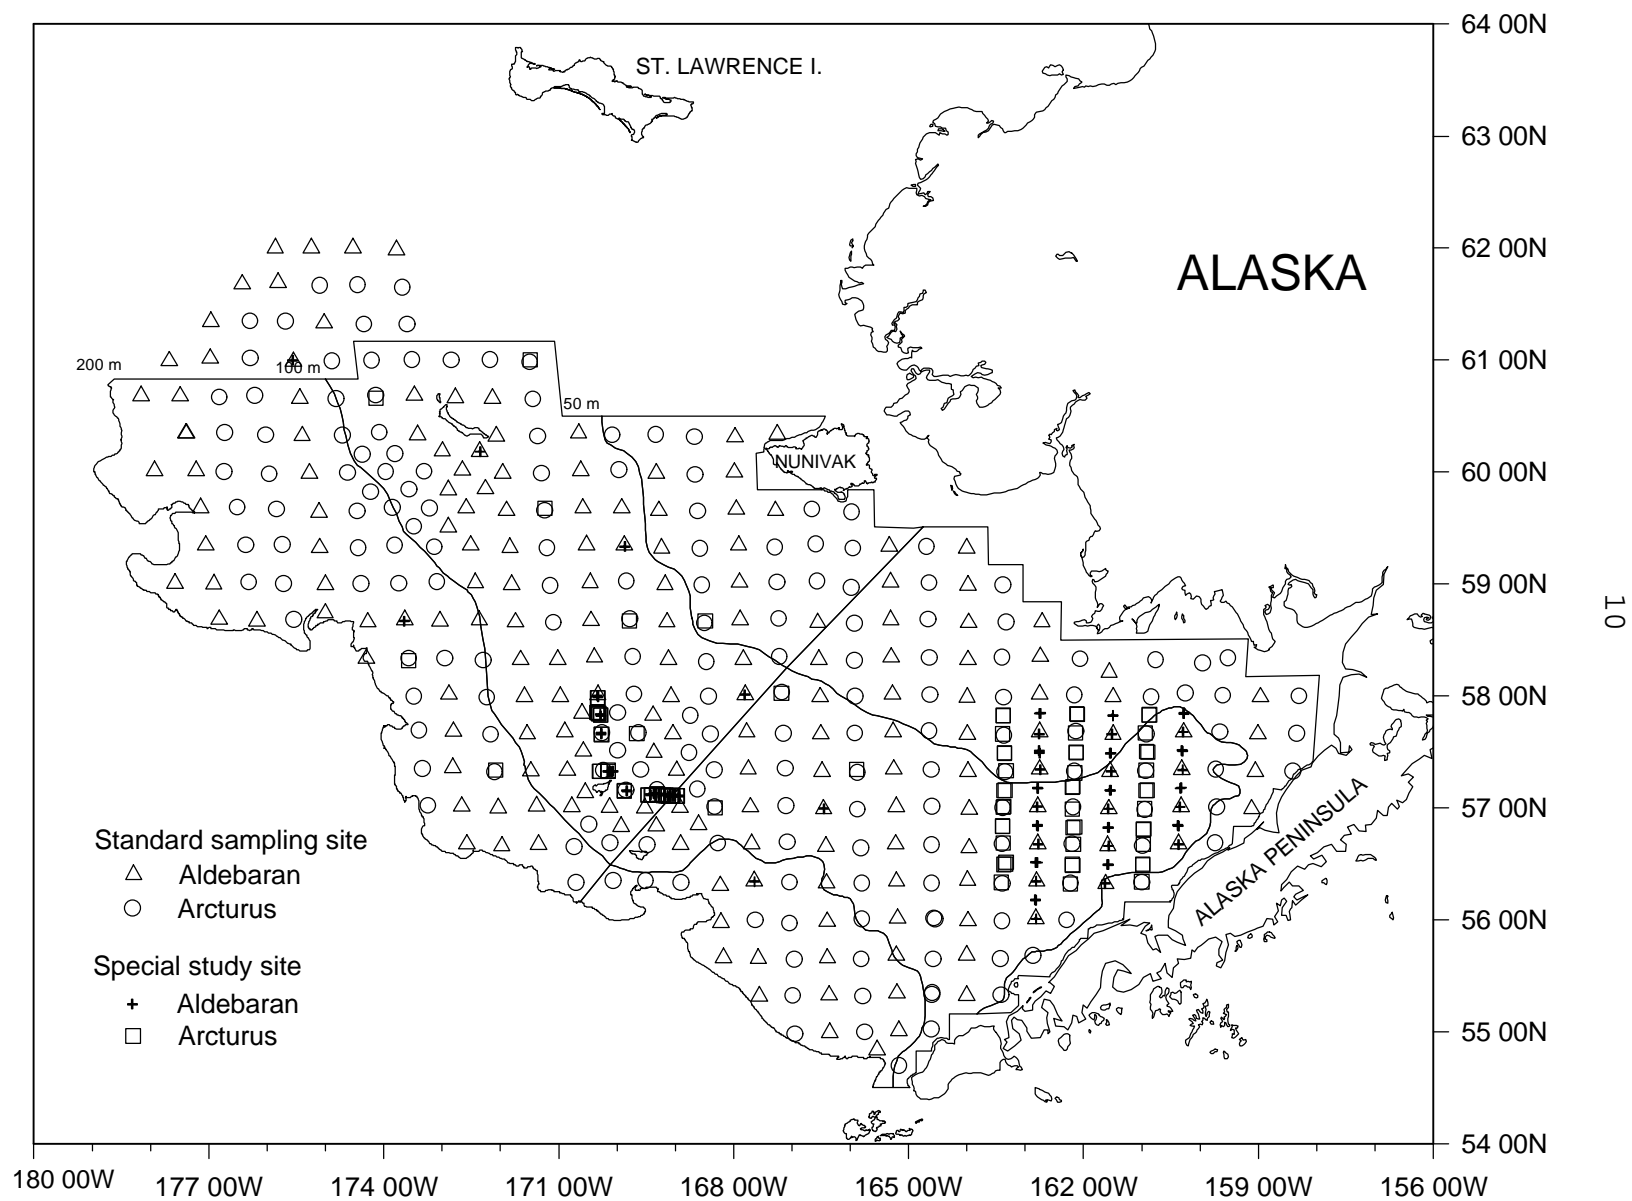 64 00N
ST. LAWRENCE I.
63 00N
62 00N
ALASKA
61 00N
200 m
100 m
50 m
60 00N
NUNIVAK
59 00N
10
58 00N
57 00N
ALASKA PENINSULA
Standard sampling site
Aldebaran
Arcturus
56 00N
Special study site
Aldebaran
Arcturus
55 00N
54 00N
180 00W 177 00W 174 00W 171 00W 168 00W 165 00W 162 00W 159 00W 156 00W